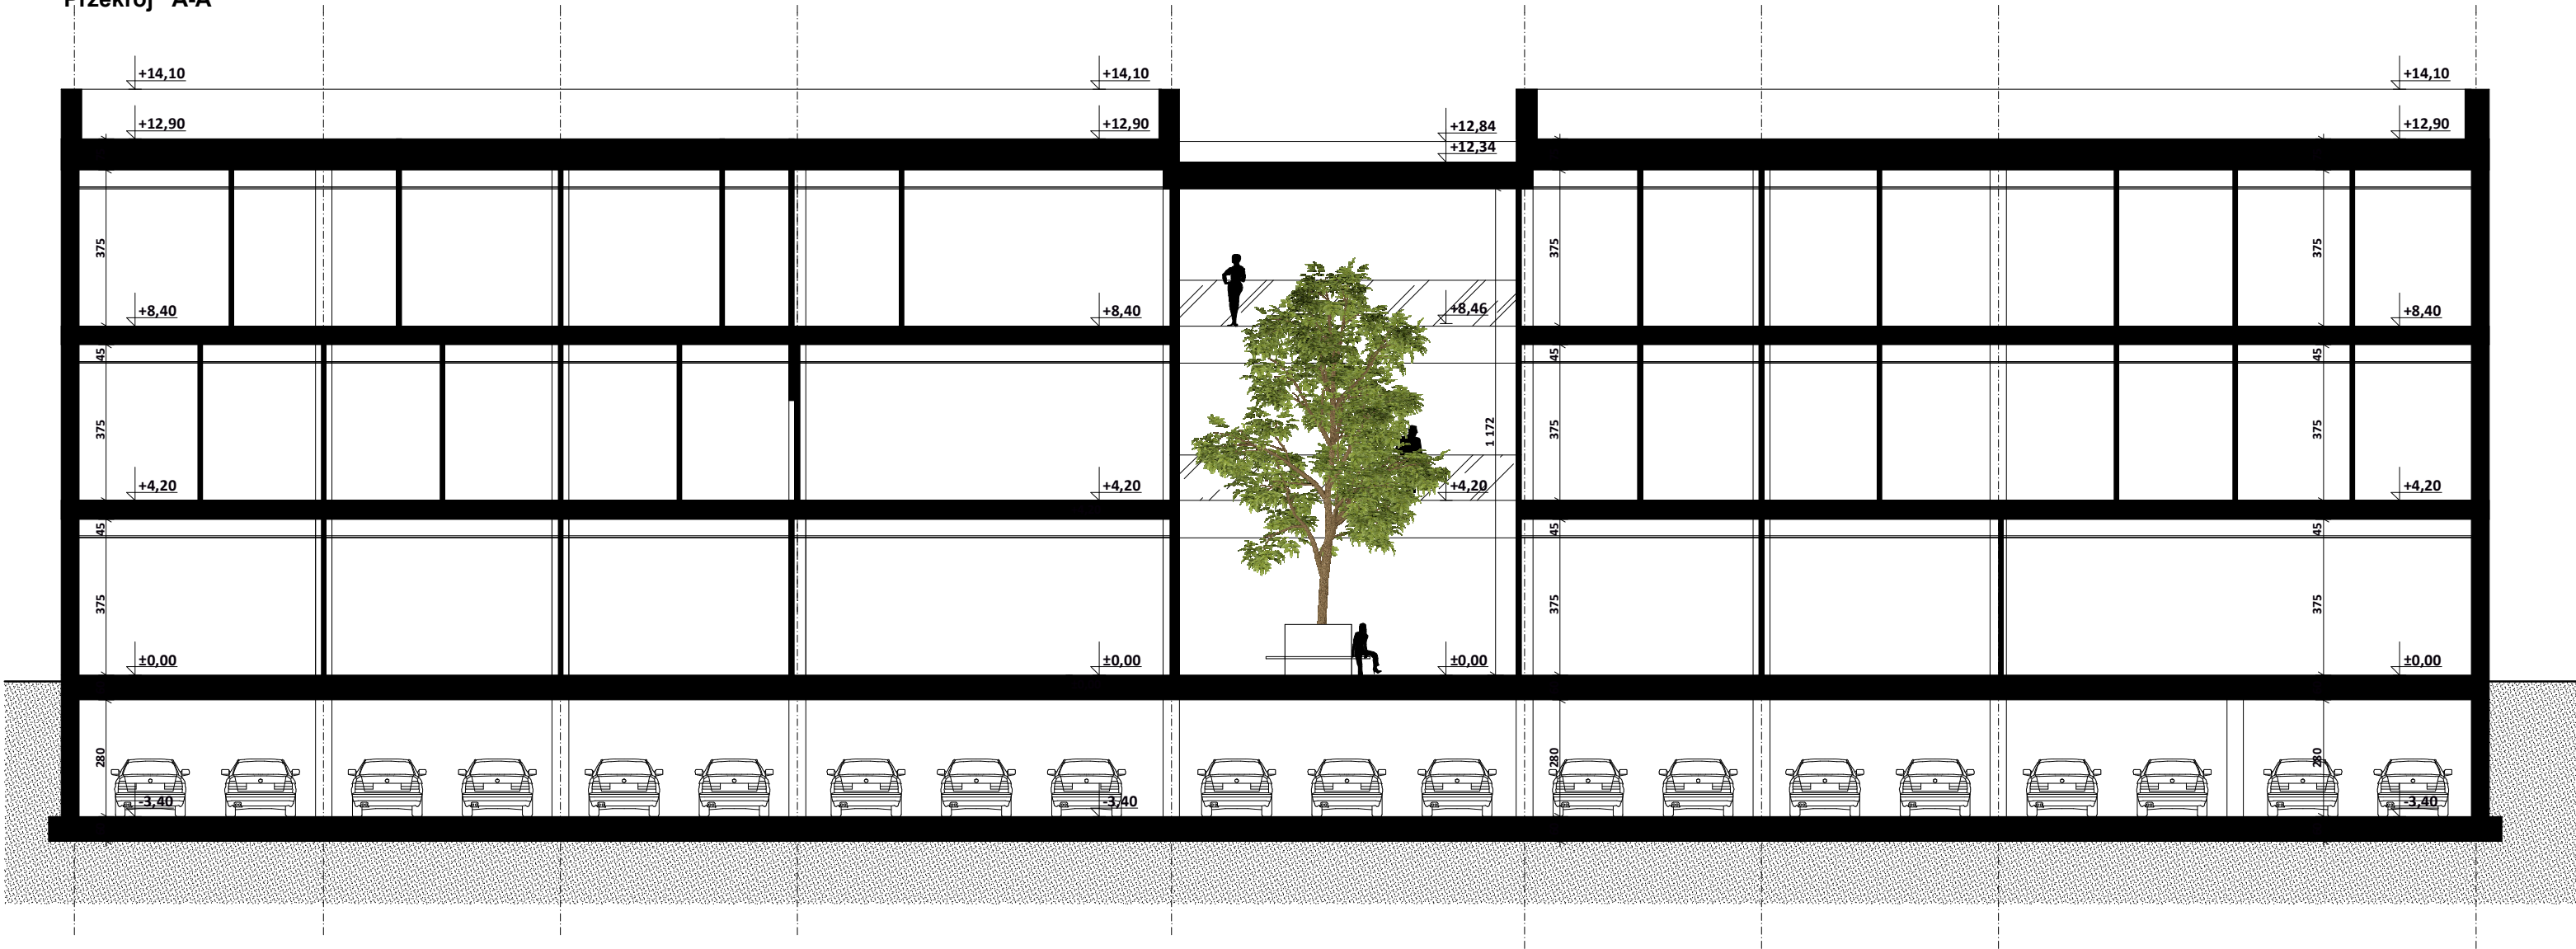 Przekrój A-A
+14,10 +14,10 +14,10
+12,90 +12,90 +12,84 +12,90
+12,34
375 375 375
+8,40 +8,40 +8,46 +8,40
45 45 45
375 1 172 375 375
+4,20 +4,20 +4,20 +4,20
45 45 45
375 375 375
±0,00 ±0,00 ±0,00 ±0,00
280 280 280
-3,40 -3,40 -3,40